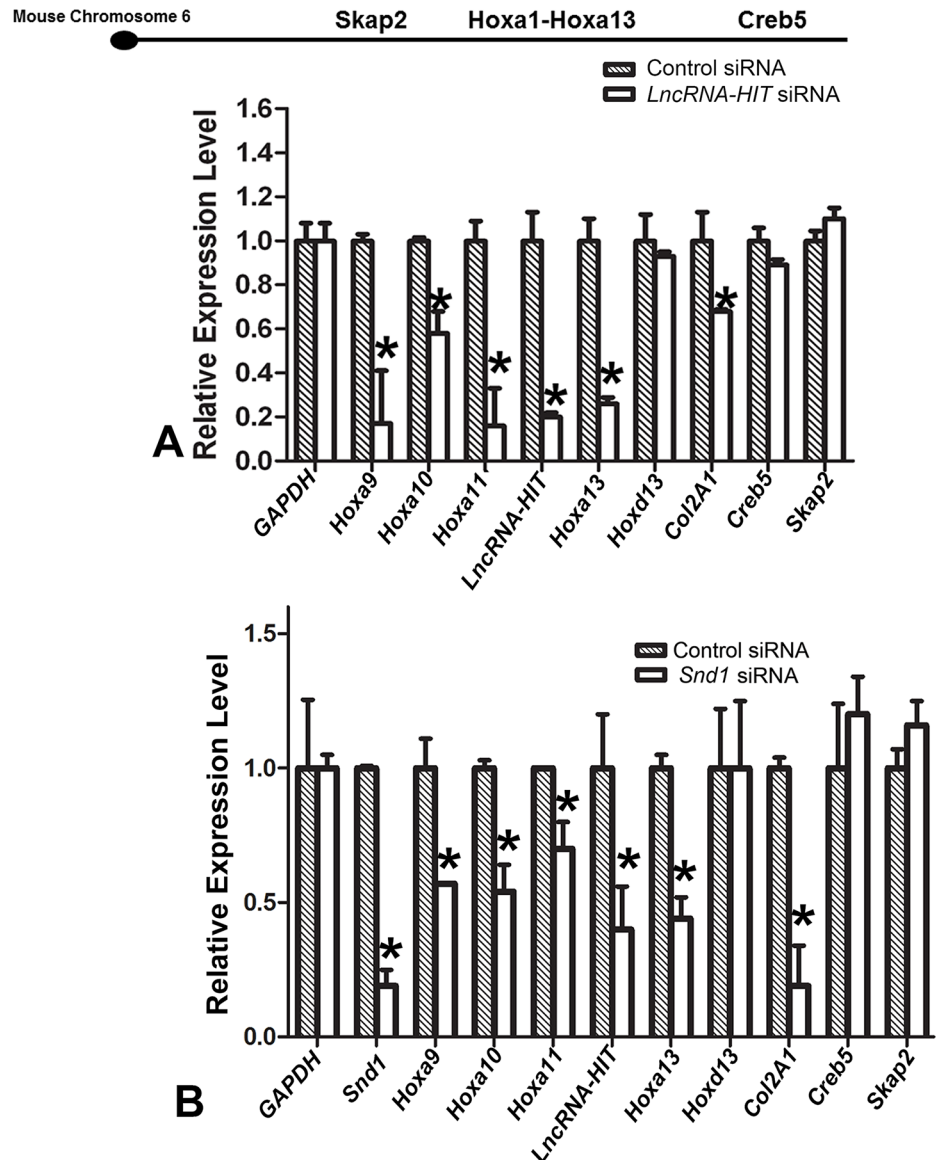 Mouse Chromosome 6
Skap2 Hoxa1-Hoxa13 Creb5
Control siRNA
LncRNA-HIT siRNA
Relative Expression Level
1.6
1.4
1.2
1.0
0.8
0.6
0.4
0.2
0.0
* * * * * *
A
GAPDH Hoxa9 Hoxa10 Hoxa11 LncRNA-HIT Hoxa13 Hoxd13 Col2A1 Creb5 Skap2
Control siRNA
Snd1 siRNA
Relative Expression Level
1.5
1.0
0.5
0.0
* * * * * * *
B
GAPDH Snd1 Hoxa9 Hoxa10 Hoxa11 LncRNA-HIT Hoxa13 Hoxd13 Col2A1 Creb5 Skap2